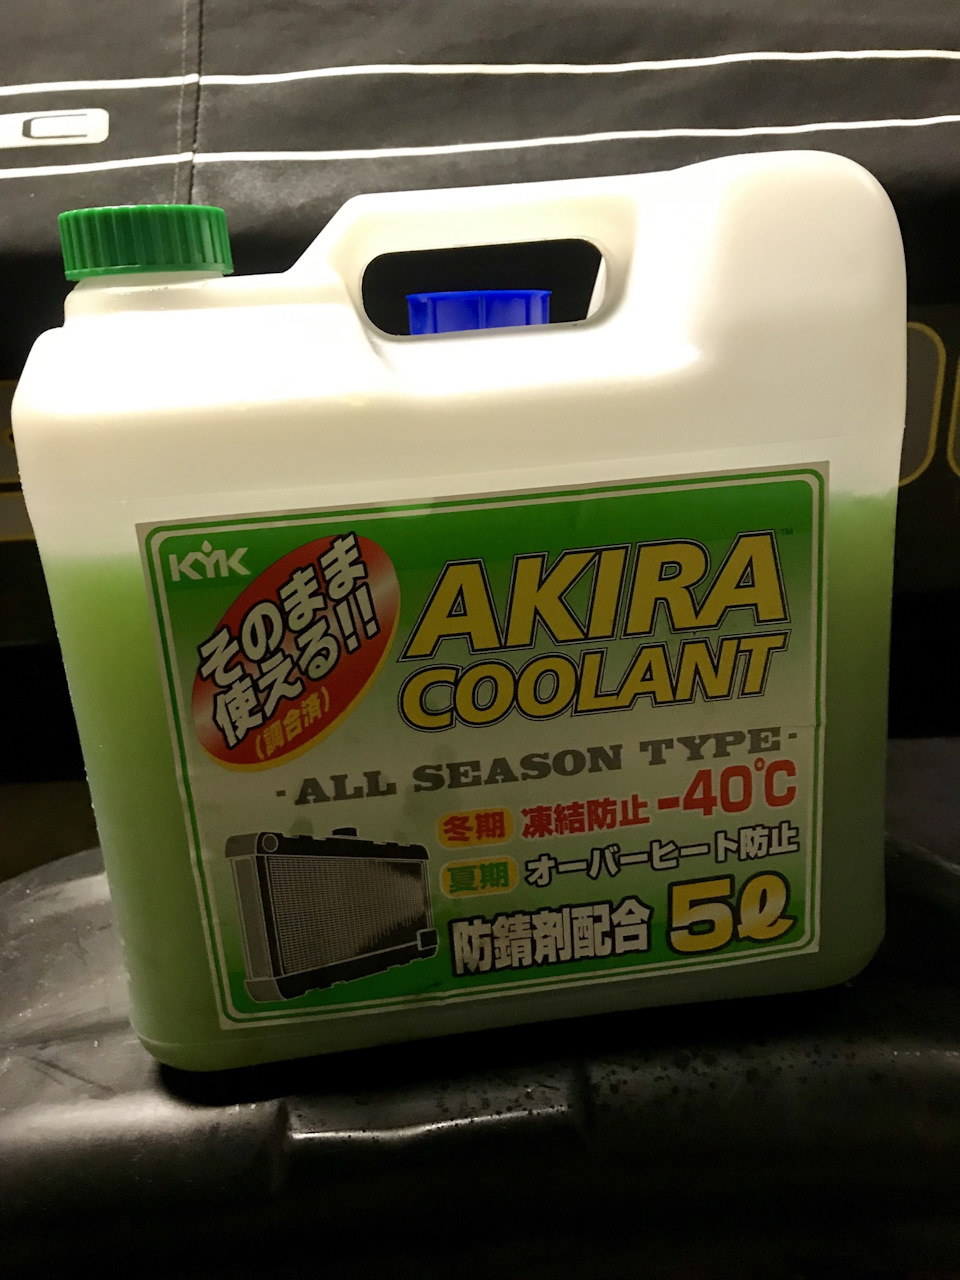 KYK
そのまま
使える!!
(調合済)
AKIRA™
COOLANT
-ALL SEASON TYPE-
冬期 凍結防止-40℃
夏期 オーバーヒート防止
防錆剤配合 5ℓ